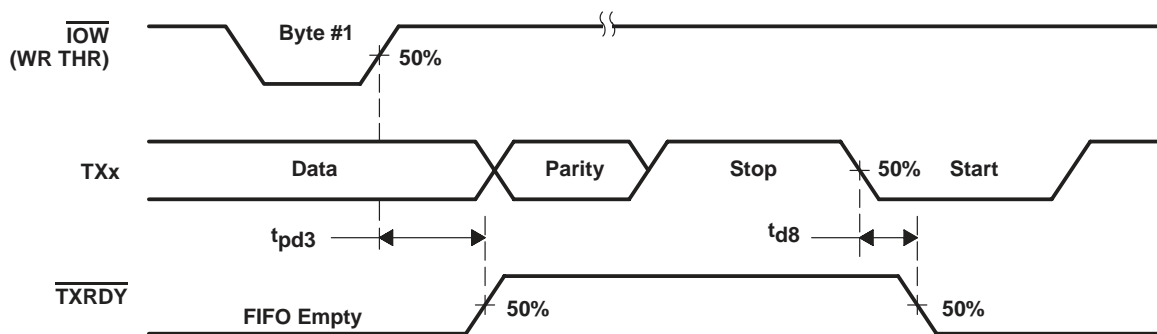 IOW
(WR THR)
Byte #1
50%
TXx
Data
Parity
Stop
50%
Start
tpd3
td8
TXRDY
FIFO Empty
50%
50%